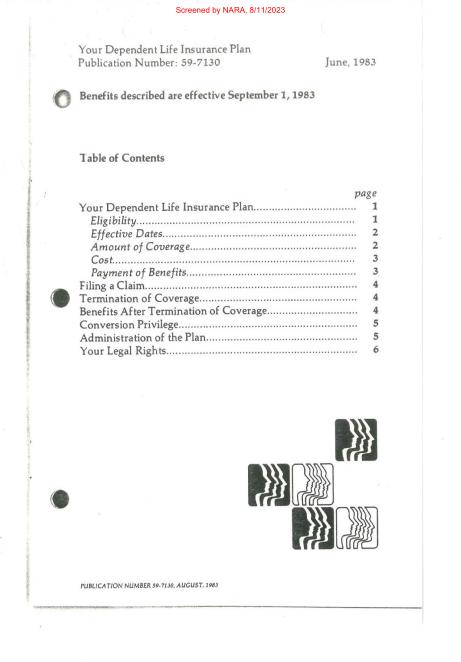 Screened by NARA, 8/11/2023
Your Dependent Life Insurance Plan
Publication Number: 59-7130 June, 1983
Benefits described are effective September 1, 1983
Table of Contents
page
Your Dependent Life Insurance Plan.................................. 1
Eligibility........................................................................ 1
Effective Dates................................................................ 2
Amount of Coverage....................................................... 2
Cost................................................................................ 3
Payment of Benefits........................................................ 3
Filing a Claim...................................................................... 4
Termination of Coverage.................................................... 4
Benefits After Termination of Coverage.............................. 4
Conversion Privilege........................................................... 5
Administration of the Plan.................................................. 5
Your Legal Rights............................................................... 6
PUBLICATION NUMBER 59-7130, AUGUST, 1983